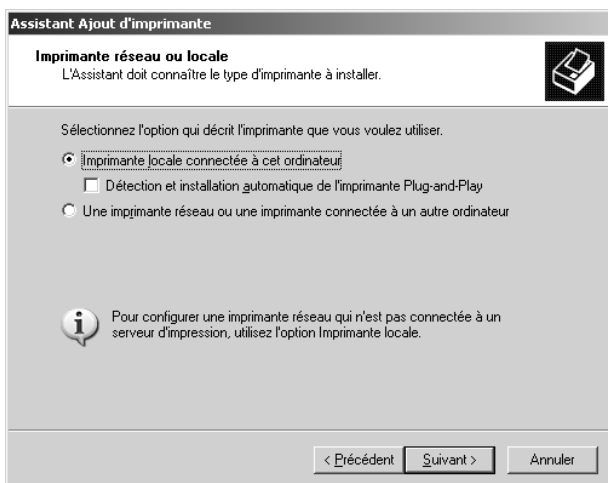 Assistant Ajout d'imprimante
Imprimante réseau ou locale
L'Assistant doit connaître le type d'imprimante à installer.
Sélectionnez l'option qui décrit l'imprimante que vous voulez utiliser.
Imprimante locale connectée à cet ordinateur
Détection et installation automatique de l'imprimante Plug-and-Play
Une imprimante réseau ou une imprimante connectée à un autre ordinateur
Pour configurer une imprimante réseau qui n'est pas connectée à un
serveur d'impression, utilisez l'option Imprimante locale.
< Précédent Suivant > Annuler